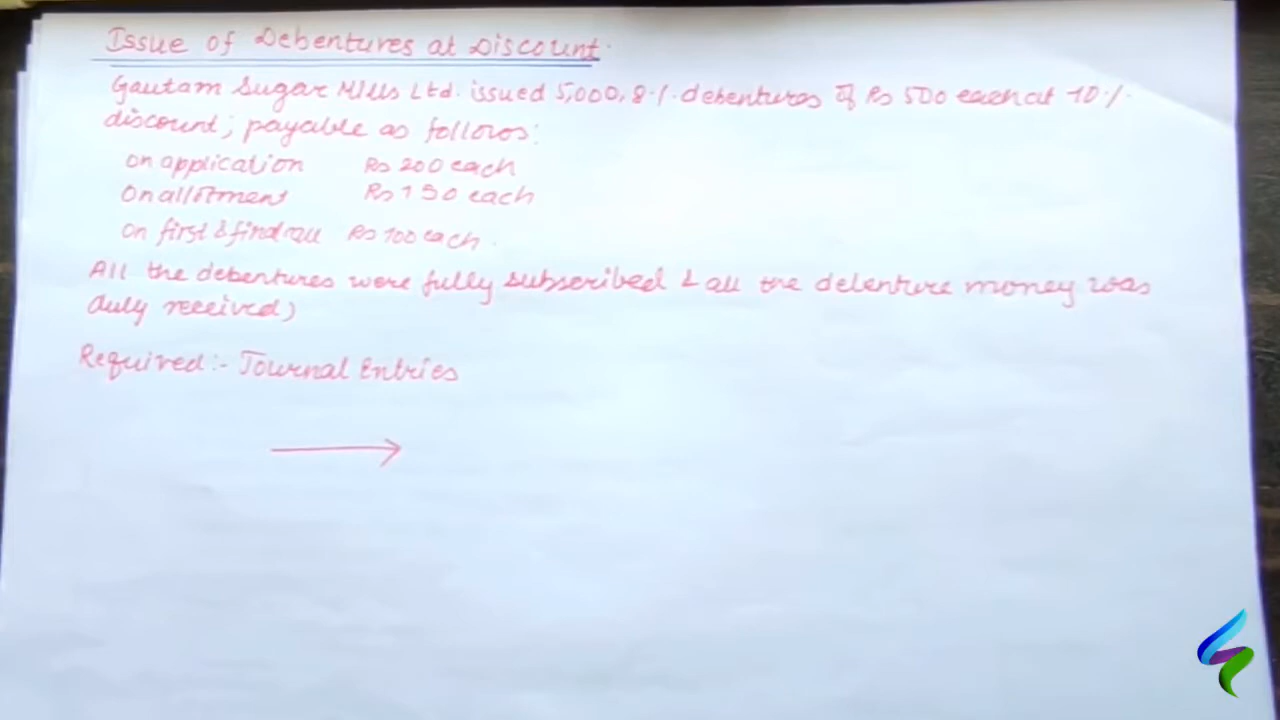 Issue of Debentures at Discount.
Gautam Sugar Mills Ltd. issued 5,000, 8% debentures of Rs 500 each at 10%
discount; payable as follows:
on application Rs 200 each
On allotment Rs 150 each
on first & final call Rs 100 each.
All the debentures were fully subscribed & all the debenture money was
duly received)
Required:- Journal Entries